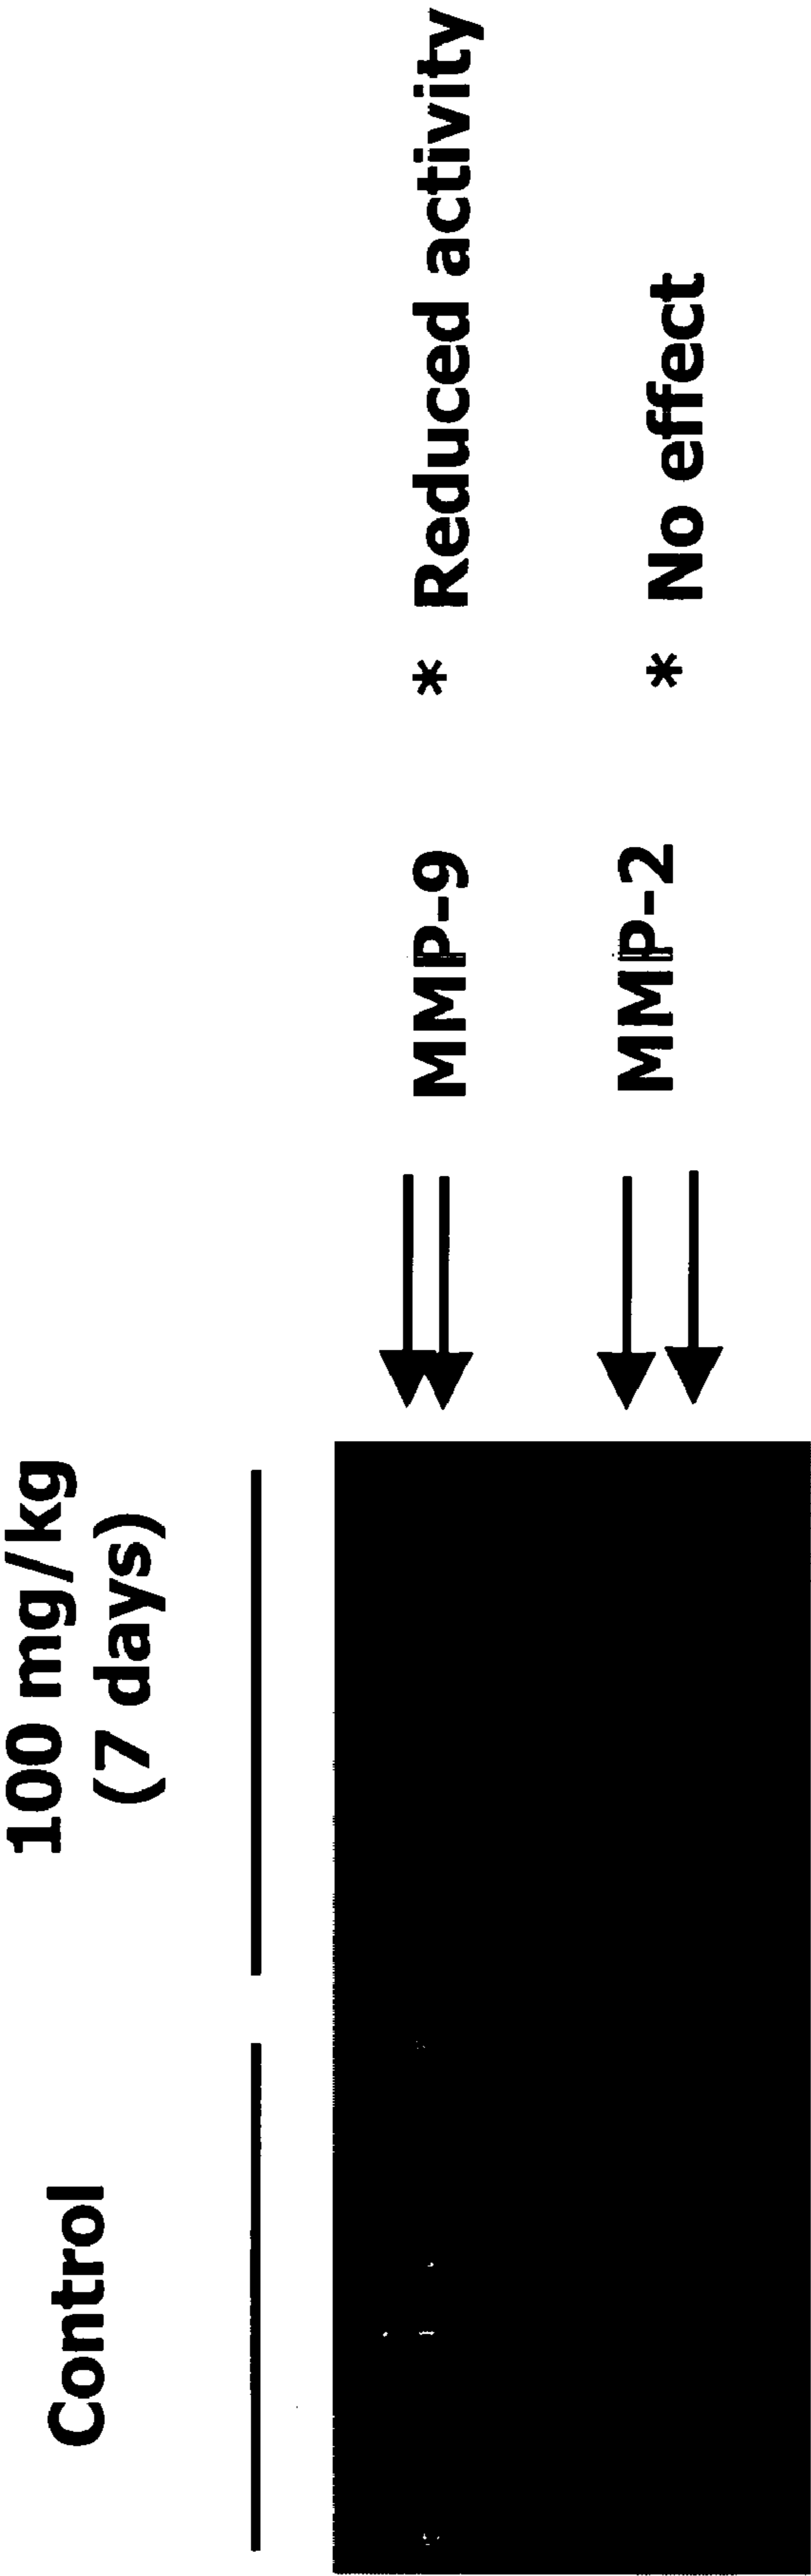 Control
100 mg/kg
(7 days)
MMP-9 * Reduced activity
MMP-2 * No effect